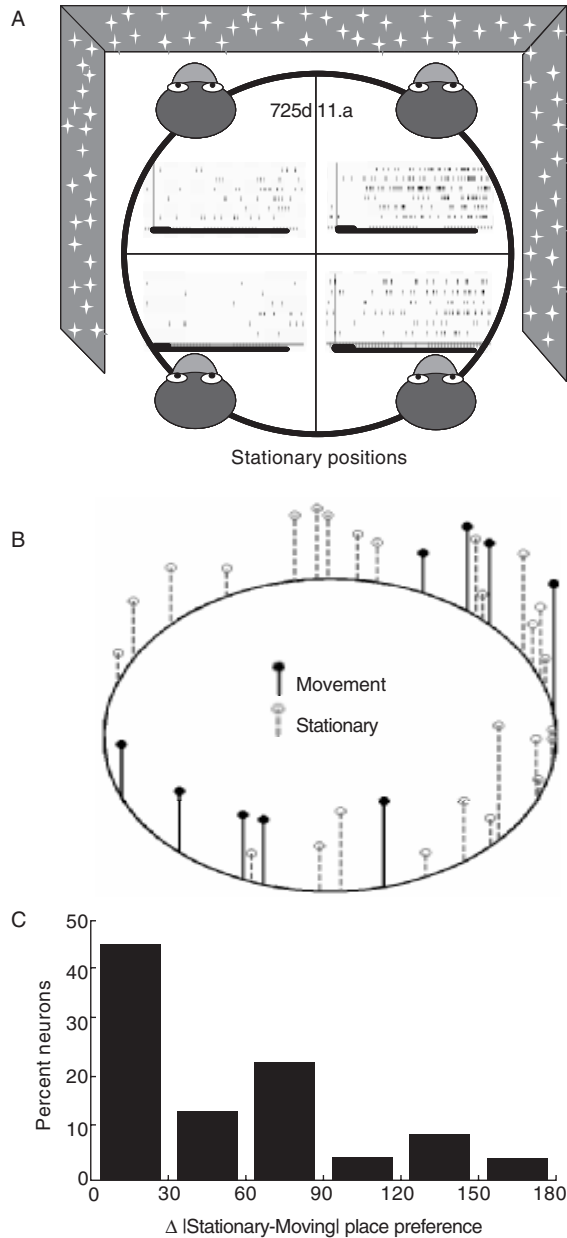 A
725d 11.a
Stationary positions
B
Movement
Stationary
C
50
40
30
20
10
0
Percent neurons
0 30 60 90 120 150 180
Δ |Stationary-Moving| place preference